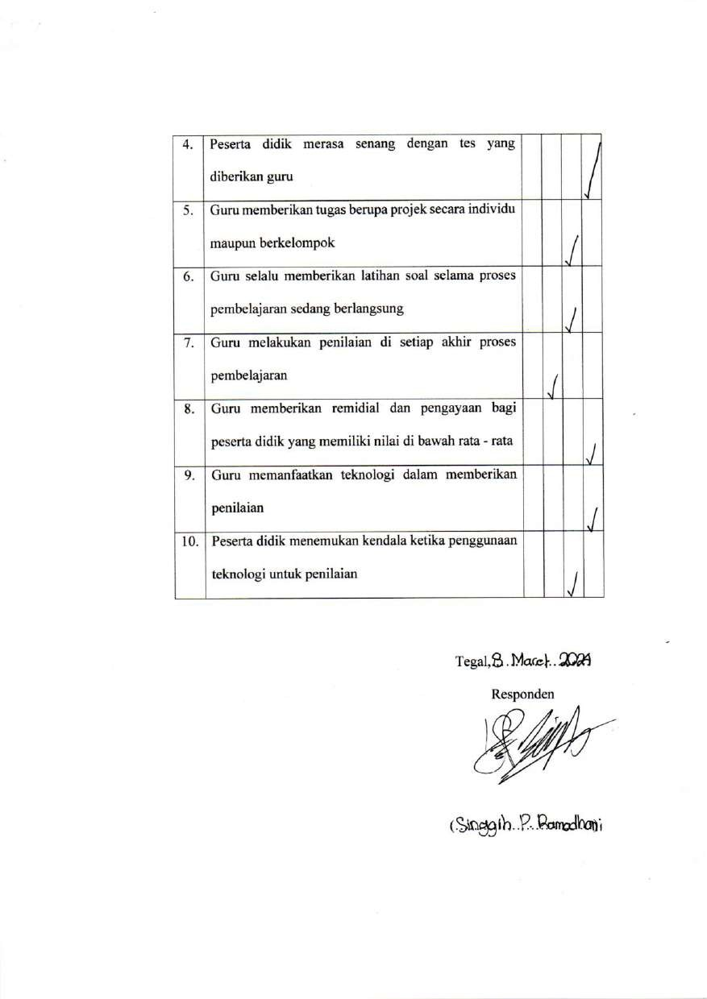 4. Peserta didik merasa senang dengan tes yang
diberikan guru
5. Guru memberikan tugas berupa projek secara individu
maupun berkelompok
6. Guru selalu memberikan latihan soal selama proses
pembelajaran sedang berlangsung
7. Guru melakukan penilaian di setiap akhir proses
pembelajaran
8. Guru memberikan remidial dan pengayaan bagi
peserta didik yang memiliki nilai di bawah rata - rata
9. Guru memanfaatkan teknologi dalam memberikan
penilaian
10. Peserta didik menemukan kendala ketika penggunaan
teknologi untuk penilaian
Tegal, 8 . Maret . . 2024
Responden
(Singgih . . P . . Ramadhani